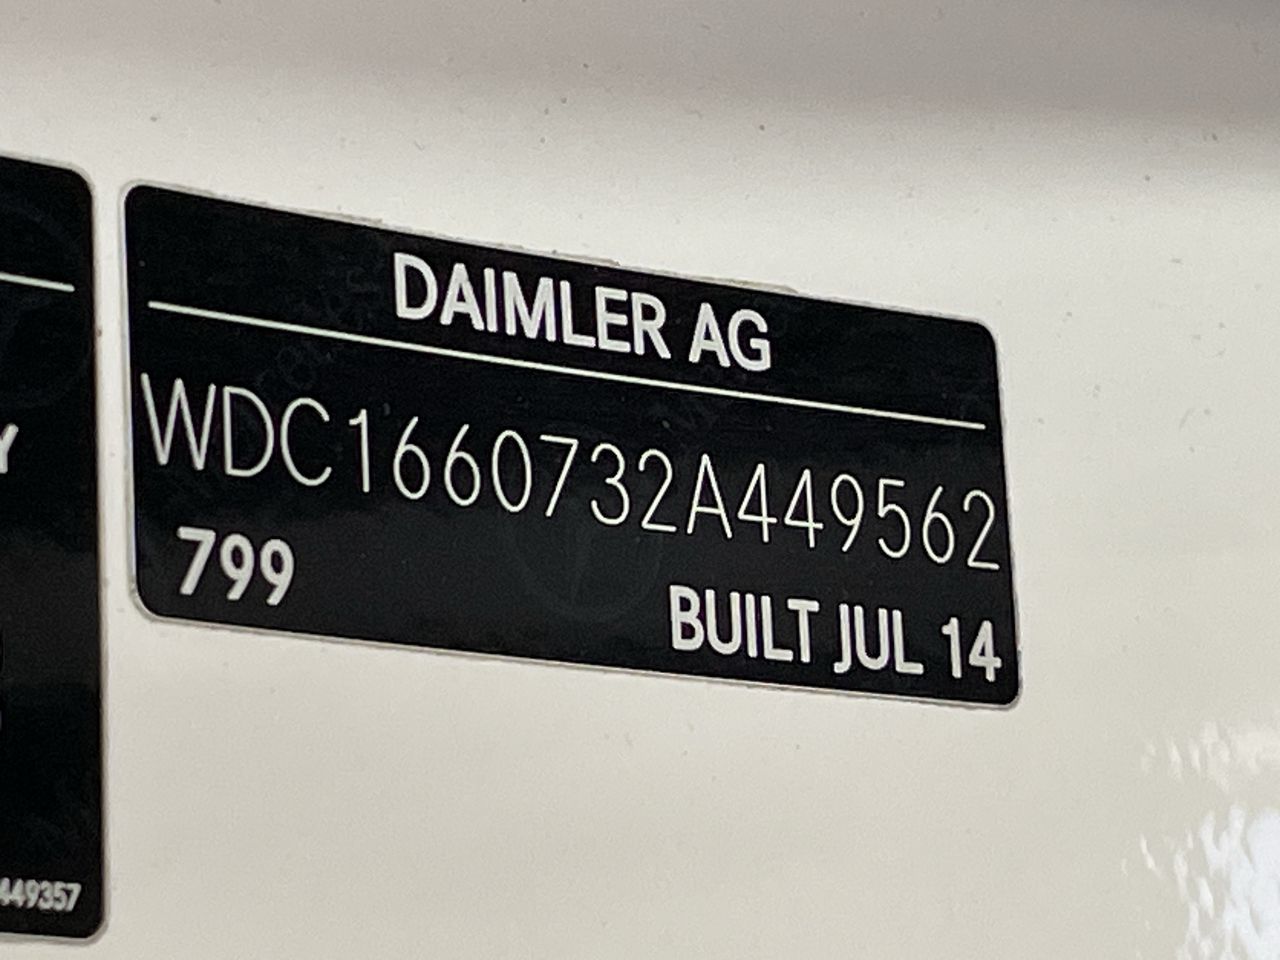 DAIMLER AG
WDC1660732A449562
799
BUILT JUL 14
Y
449357